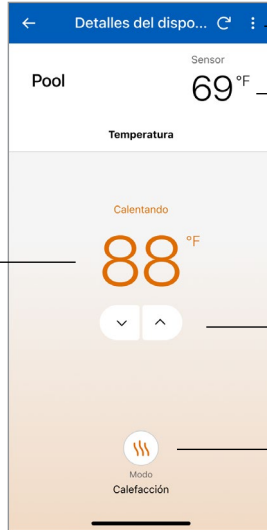 Detalles del dispo...
Sensor
Pool
69°F
Temperatura
Calentando
88°F
Modo
Calefacción